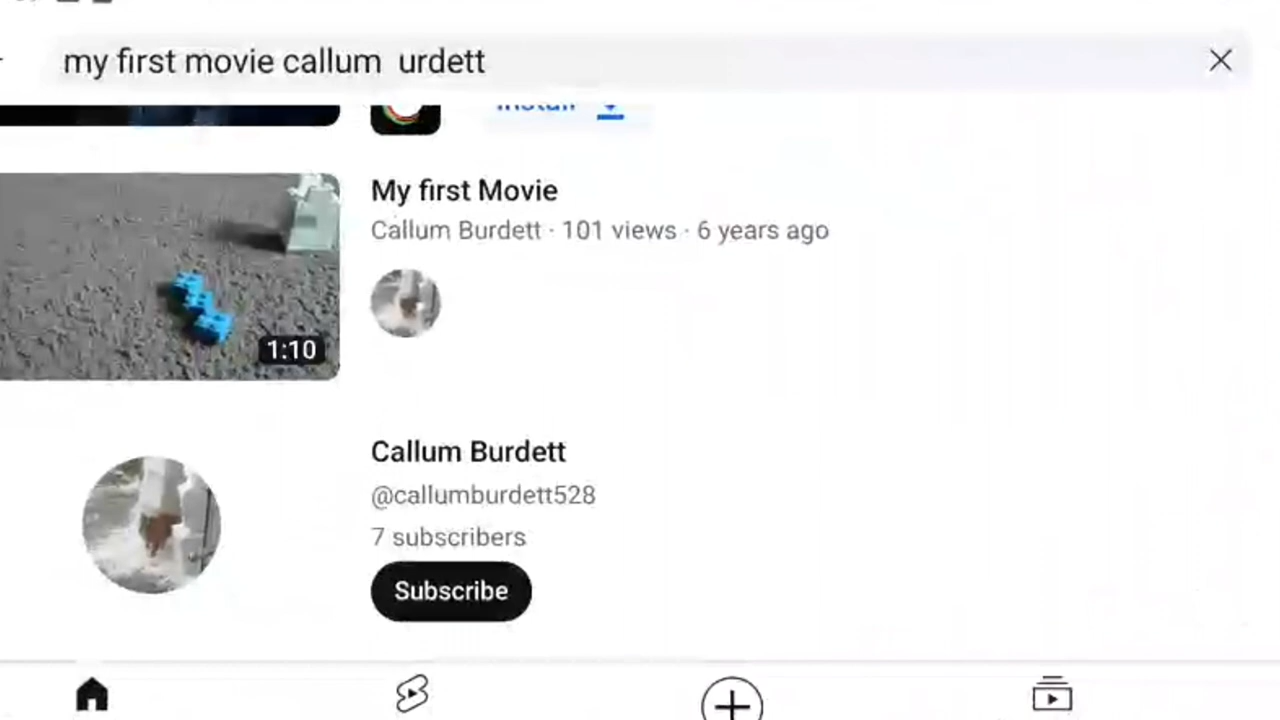 my first movie callum  urdett
Install
My first Movie
Callum Burdett · 101 views · 6 years ago
1:10
Callum Burdett
@callumburdett528
7 subscribers
Subscribe